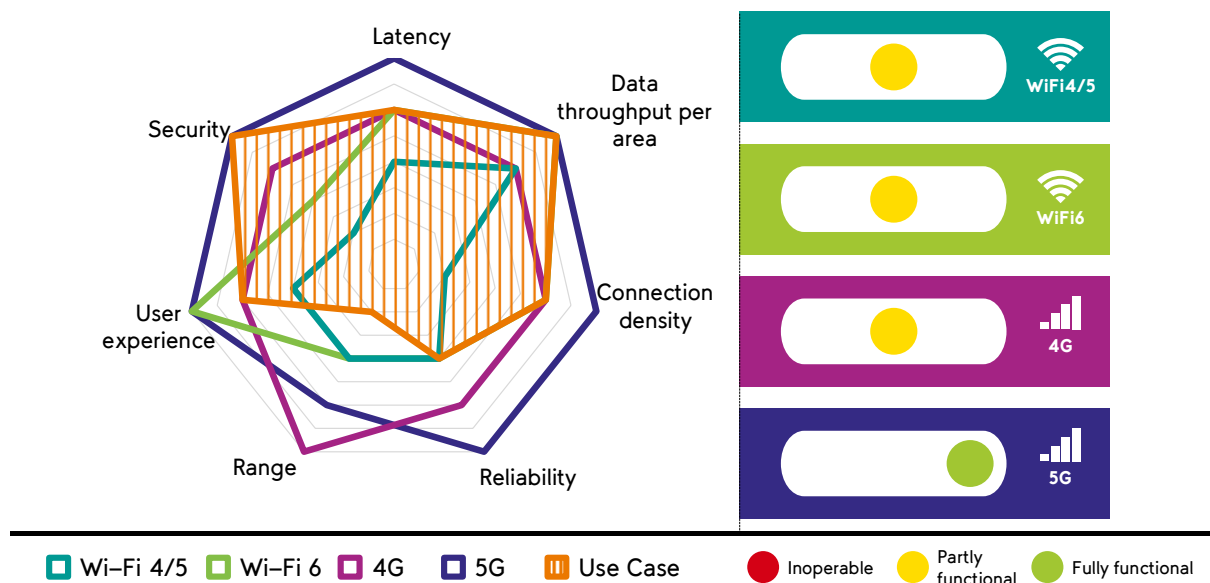 Latency
Data
throughput per
area
Security
Connection
density
User
experience
Range
Reliability
WiFi4/5
WiFi6
4G
5G
Wi–Fi 4/5
Wi–Fi 6
4G
5G
Use Case
Inoperable
Partly
functional
Fully functional